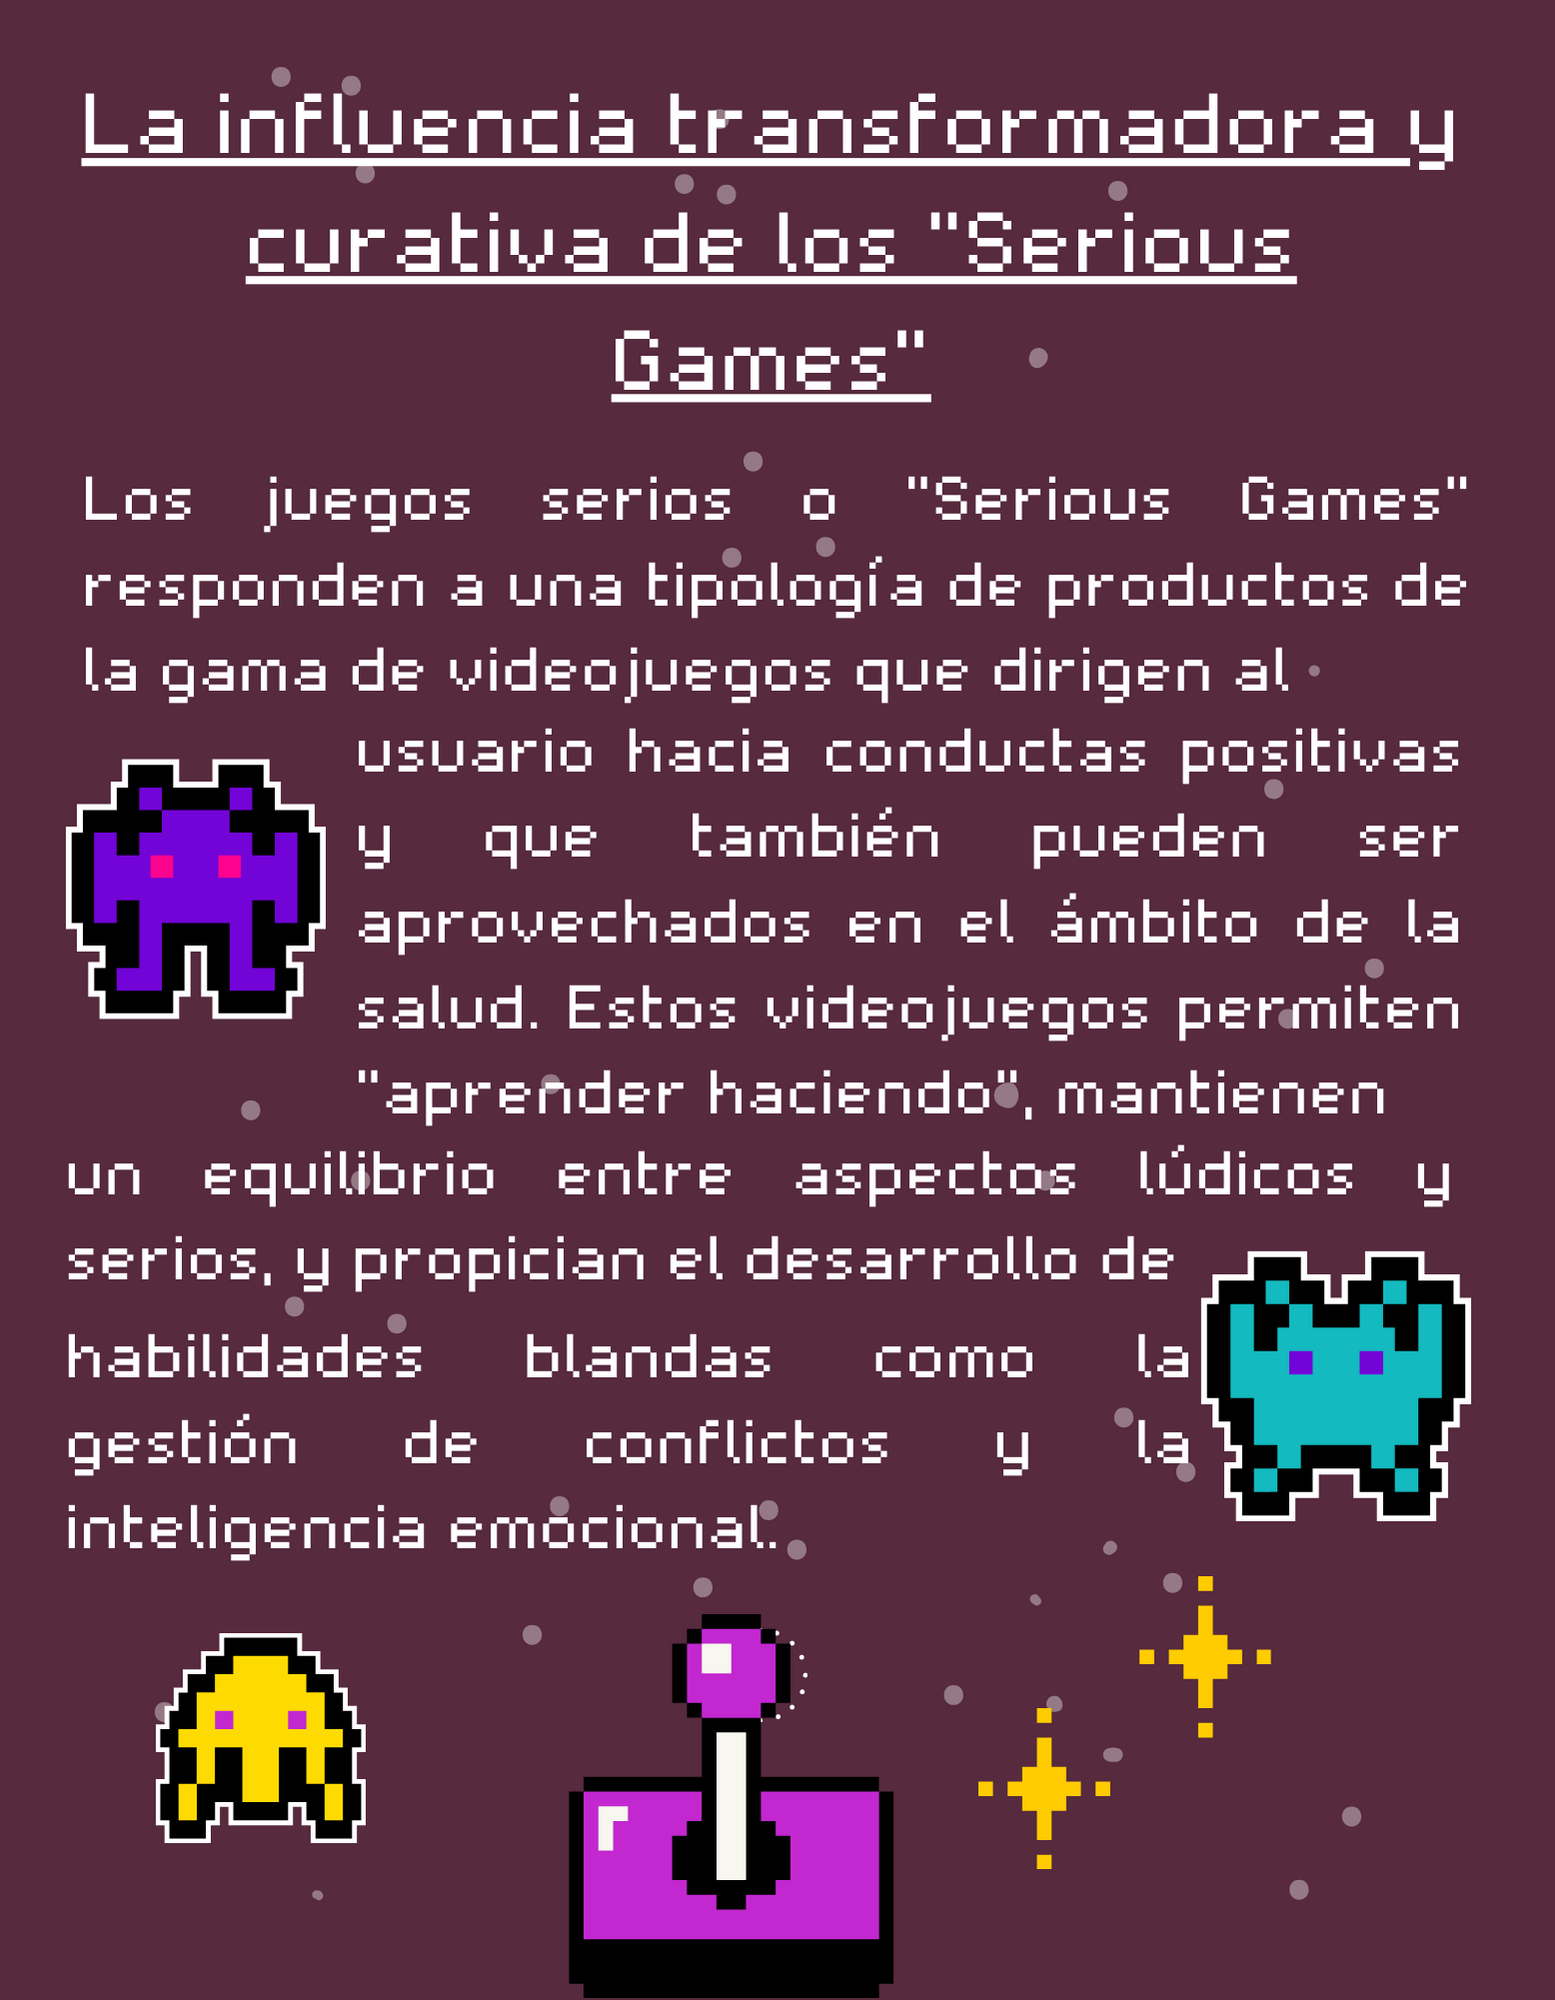 La influencia transformadora y
curativa de los "Serious
Games"
Los juegos serios o "Serious Games"
responden a una tipología de productos de
la gama de videojuegos que dirigen al
usuario hacia conductas positivas
y que también pueden ser
aprovechados en el ámbito de la
salud. Estos videojuegos permiten
"aprender haciendo", mantienen
un equilibrio entre aspectos lúdicos y
serios, y propician el desarrollo de
habilidades blandas como la
gestión de conflictos y la
inteligencia emocional.